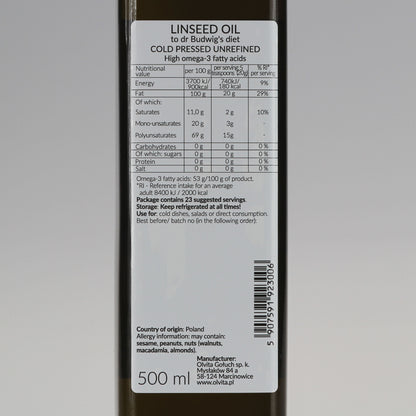 LINSEED OIL
to dr Budwig's diet
COLD PRESSED UNREFINED
High omega-3 fatty acids
Nutritional value per 100 g per serving 5 teaspoons (20g) % RI* per serving
Energy 3700 kJ/ 900kcal 740kJ/ 180 kcal 9%
Fat 100 g 20 g 29%
Of which:
Saturates 11,0 g 2 g 10%
Mono-unsaturates 20 g 3g -
Polyunsaturates 69 g 15g -
Carbohydrates 0 g 0 g 0 %
Of which: sugars 0 g 0 g 0 %
Protein 0 g 0 g 0 %
Salt 0 g 0 g 0 %
Omega-3 fatty acids: 53 g/100 g of product.
*RI - Reference intake for an average
adult 8400 kJ / 2000 kcal
Package contains 23 suggested servings.
Storage: Keep refrigerated at all times!
Use for: cold dishes, salads or direct consumption.
Best before/ batch no (in the following order):
5 907591 923006
Country of origin: Poland
Allergy information: may contain:
sesame, peanuts, nuts (walnuts,
macadamia, almonds).
500 ml
Manufacturer:
Olvita Gołuch sp. k.
Mysłaków 84 a
58-124 Marcinowice
www.olvita.pl